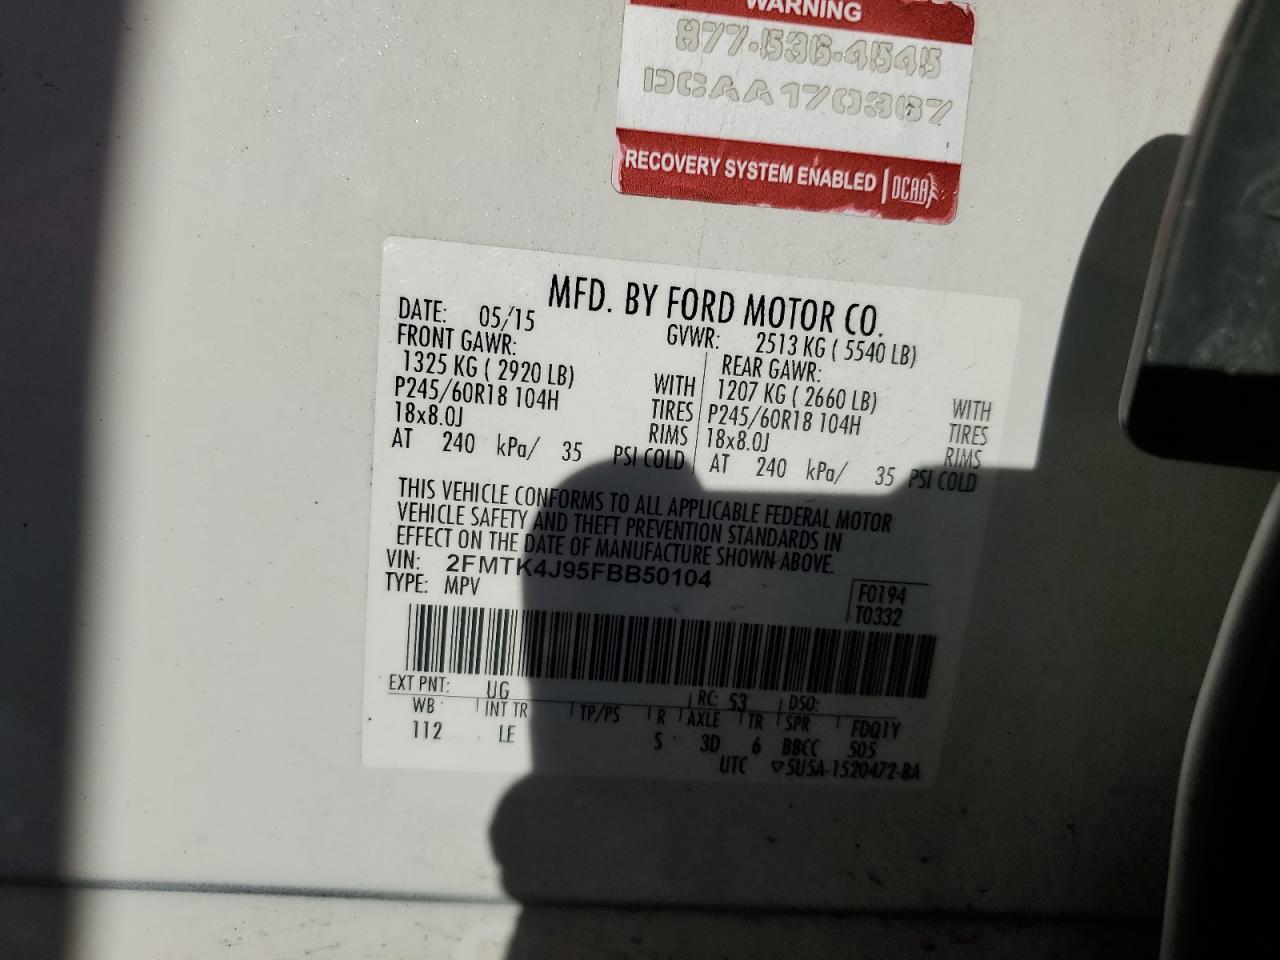 WARNING
877-536-4545
DCAA170367
RECOVERY SYSTEM ENABLED DCAA
MFD. BY FORD MOTOR CO.
DATE: 05/15 GVWR: 2513 KG ( 5540 LB)
FRONT GAWR: REAR GAWR:
1325 KG ( 2920 LB) WITH 1207 KG ( 2660 LB) WITH
P245/60R18 104H TIRES P245/60R18 104H TIRES
18x8.0J RIMS 18x8.0J RIMS
AT 240 kPa/ 35 PSI COLD AT 240 kPa/ 35 PSI COLD
THIS VEHICLE CONFORMS TO ALL APPLICABLE FEDERAL MOTOR
VEHICLE SAFETY AND THEFT PREVENTION STANDARDS IN
EFFECT ON THE DATE OF MANUFACTURE SHOWN ABOVE.
VIN: 2FMTK4J95FBB50104
TYPE: MPV F0194
T0332
EXT PNT: UG RC: 53 DSO:
WB INT TR TP/PS R AXLE TR SPR FDQ1Y
112 LE S 3D 6 BBCC 505
UTC ▽5U5A-1520472-BA